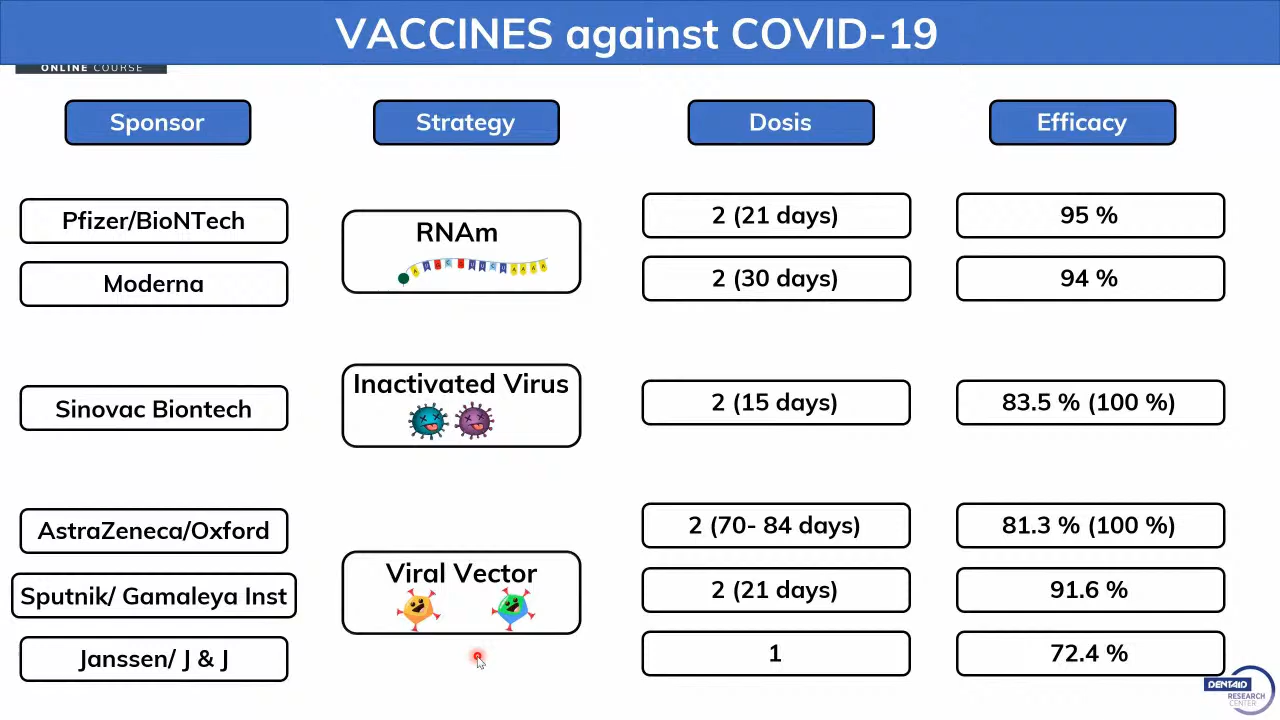 VACCINES against COVID-19
ONLINE COURSE
Sponsor Strategy Dosis Efficacy
Pfizer/BioNTech RNAm 2 (21 days) 95 %
Moderna 2 (30 days) 94 %
Sinovac Biontech Inactivated Virus 2 (15 days) 83.5 % (100 %)
AstraZeneca/Oxford 2 (70- 84 days) 81.3 % (100 %)
Sputnik/ Gamaleya Inst Viral Vector 2 (21 days) 91.6 %
Janssen/ J & J 1 72.4 %
DENTAID
RESEARCH
CENTER